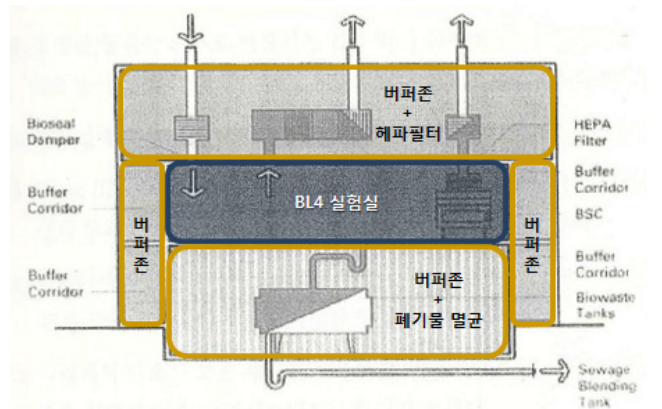 버퍼존
+
헤파필터
Bioseal
Damper
HEPA
Filter
Buffer
Corridor
BL4 실험실
Buffer
Corridor
BSC
버퍼존
버퍼존
Buffer
Corridor
버퍼존
+
폐기물 멸균
Buffer
Corridor
Biowaste
Tanks
Sewage
Blending
Tank